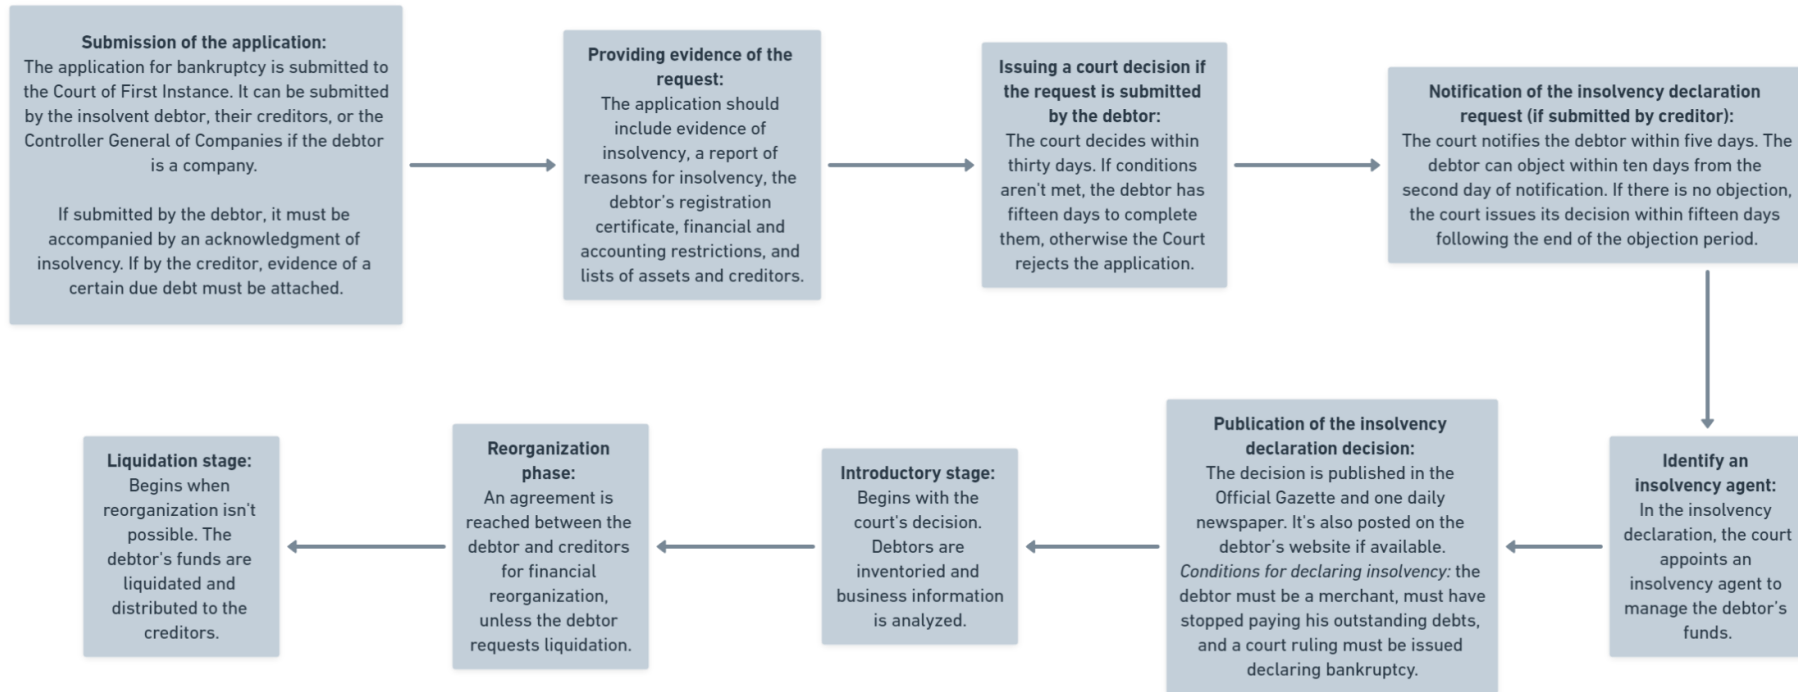 Submission of the application:
The application for bankruptcy is submitted to
the Court of First Instance. It can be submitted
by the insolvent debtor, their creditors, or the
Controller General of Companies if the debtor
is a company.
If submitted by the debtor, it must be
accompanied by an acknowledgment of
insolvency. If by the creditor, evidence of a
certain due debt must be attached.
Providing evidence of the
request:
The application should
include evidence of
insolvency, a report of
reasons for insolvency, the
debtor's registration
certificate, financial and
accounting restrictions, and
lists of assets and creditors.
Issuing a court decision if
the request is submitted
by the debtor:
The court decides within
thirty days. If conditions
aren't met, the debtor has
fifteen days to complete
them, otherwise the Court
rejects the application.
Notification of the insolvency declaration
request (if submitted by creditor):
The court notifies the debtor within five days. The
debtor can object within ten days from the
second day of notification. If there is no objection,
the court issues its decision within fifteen days
following the end of the objection period.
Identify an
insolvency agent:
In the insolvency
declaration, the court
appoints an
insolvency agent to
manage the debtor's
funds.
Publication of the insolvency
declaration decision:
The decision is published in the
Official Gazette and one daily
newspaper. It's also posted on the
debtor's website if available.
Conditions for declaring insolvency: the
debtor must be a merchant, must have
stopped paying his outstanding debts,
and a court ruling must be issued
declaring bankruptcy.
Introductory stage:
Begins with the
court's decision.
Debtors are
inventoried and
business information
is analyzed.
Reorganization
phase:
An agreement is
reached between the
debtor and creditors
for financial
reorganization,
unless the debtor
requests liquidation.
Liquidation stage:
Begins when
reorganization isn't
possible. The
debtor's funds are
liquidated and
distributed to the
creditors.